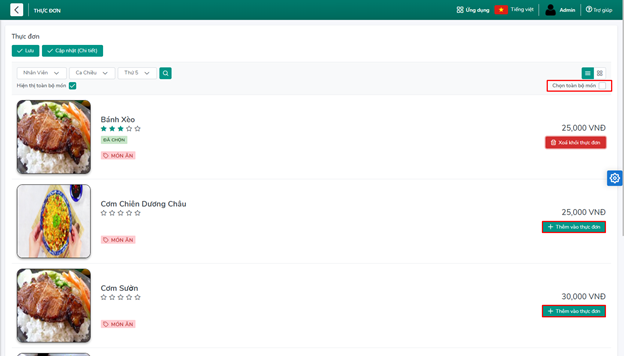 THỰC ĐƠN
Ứng dụng
Tiếng việt
Admin
Trợ giúp
Thực đơn
Lưu
Cập nhật (Chi tiết)
Nhân Viên
Ca Chiều
Thứ 5
Hiện thị toàn bộ món
Chọn toàn bộ món
Bánh Xèo
ĐÃ CHỌN
MÓN ĂN
25,000 VNĐ
Xoá khỏi thực đơn
Cơm Chiên Dương Châu
MÓN ĂN
25,000 VNĐ
Thêm vào thực đơn
Cơm Sườn
MÓN ĂN
30,000 VNĐ
Thêm vào thực đơn